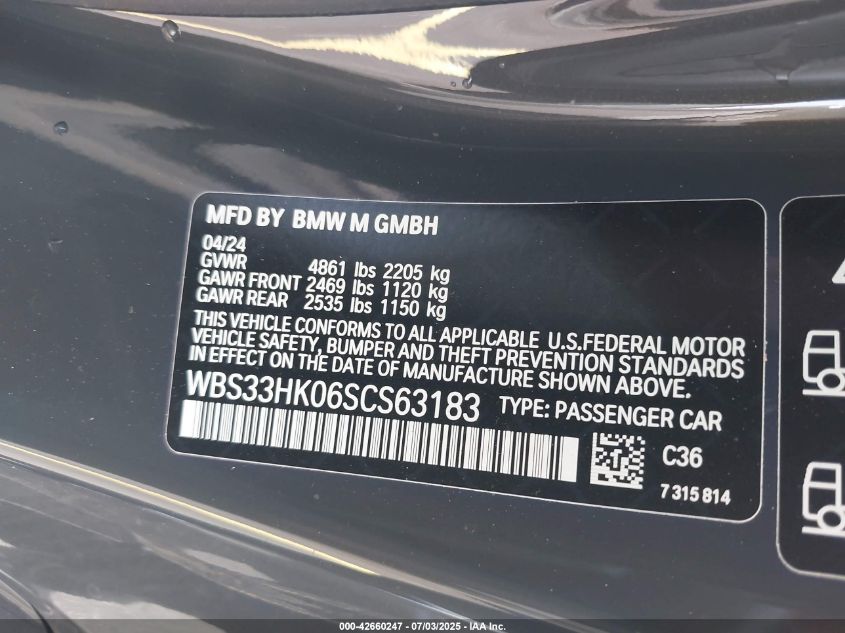 MFD BY BMW M GMBH
04/24
GVWR 4861 lbs 2205 kg
GAWR FRONT 2469 lbs 1120 kg
GAWR REAR 2535 lbs 1150 kg
THIS VEHICLE CONFORMS TO ALL APPLICABLE U.S.FEDERAL MOTOR
VEHICLE SAFETY, BUMPER AND THEFT PREVENTION STANDARDS
IN EFFECT ON THE DATE OF MANUFACTURE SHOWN ABOVE.
WBS33HK06SCS63183 TYPE: PASSENGER CAR
C36
7 315 814
000-42660247 / 07/03/2025 - IAA Inc.